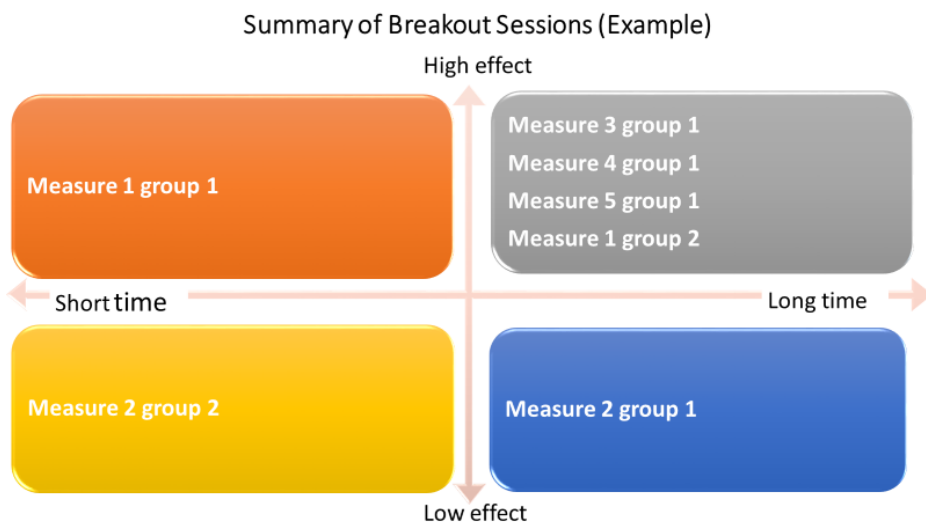 Summary of Breakout Sessions (Example)
High effect
Measure 1 group 1
Measure 3 group 1
Measure 4 group 1
Measure 5 group 1
Measure 1 group 2
Short time
Long time
Measure 2 group 2
Measure 2 group 1
Low effect